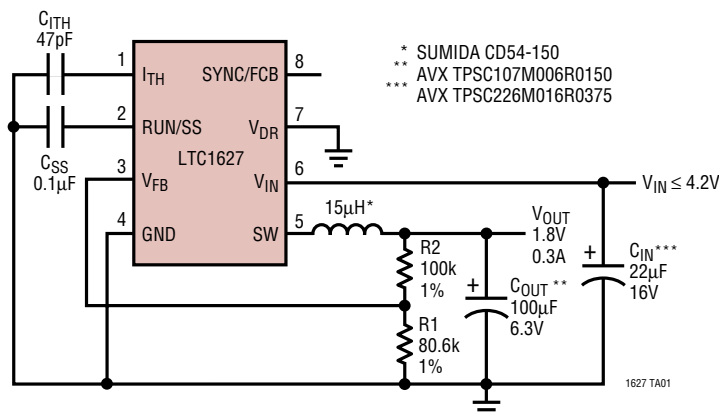 C_ITH
47pF
1
I_TH
SYNC/FCB
8
2
RUN/SS
V_DR
7
C_SS
0.1µF
LTC1627
3
V_FB
V_IN
6
4
GND
SW
5
15µH*
* SUMIDA CD54-150
** AVX TPSC107M006R0150
*** AVX TPSC226M016R0375
V_IN ≤ 4.2V
V_OUT
1.8V
0.3A
R2
100k
1%
R1
80.6k
1%
+
C_OUT**
100µF
6.3V
+
C_IN***
22µF
16V
1627 TA01